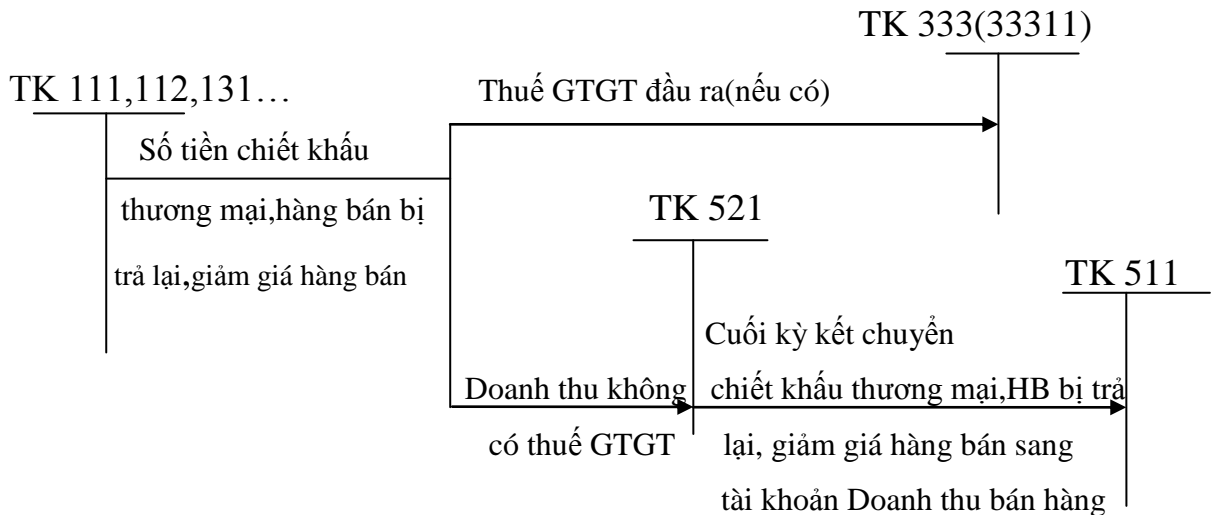 TK 333(33311)
TK 111,112,131…
Thuế GTGT đầu ra(nếu có)
Số tiền chiết khấu
thương mại,hàng bán bị
trả lại,giảm giá hàng bán
TK 521
TK 511
Cuối kỳ kết chuyển
Doanh thu không
chiết khấu thương mại,HB bị trả
có thuế GTGT
lại, giảm giá hàng bán sang
tài khoản Doanh thu bán hàng